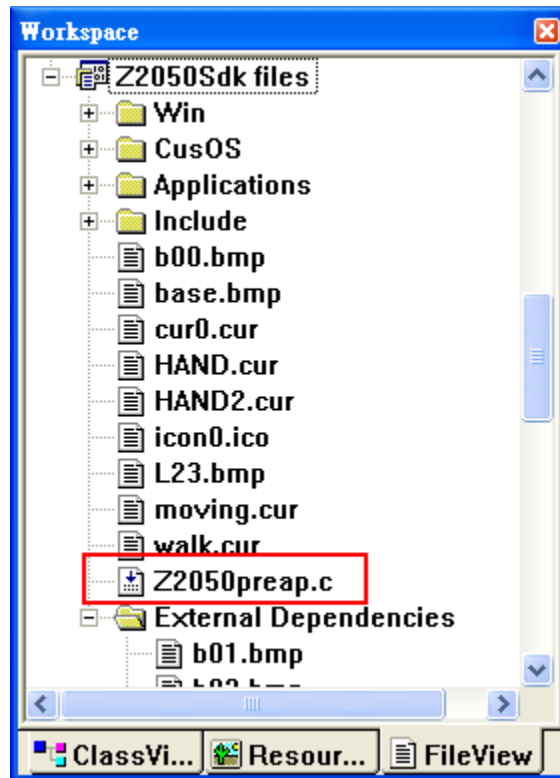 Workspace
Z2050Sdk files
Win
CusOS
Applications
Include
b00.bmp
base.bmp
cur0.cur
HAND.cur
HAND2.cur
icon0.ico
L23.bmp
moving.cur
walk.cur
Z2050preap.c
External Dependencies
b01.bmp
ClassVi... Resour... FileView